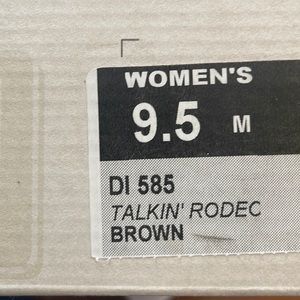 WOMEN'S
9.5 M
DI 585
TALKIN' RODEC
BROWN